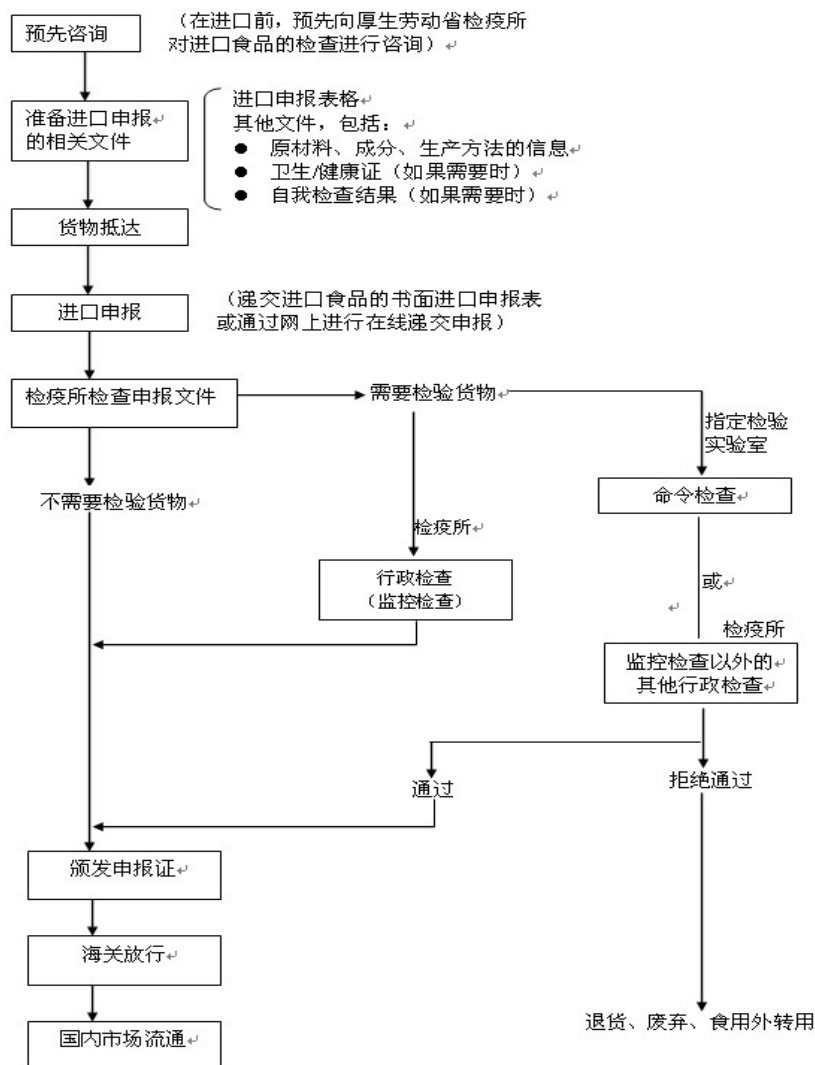 预先咨询
（在进口前，预先向厚生劳动省检疫所
对进口食品的检查进行咨询）
准备进口申报
的相关文件
进口申报表格
其他文件，包括：
● 原材料、成分、生产方法的信息
● 卫生/健康证（如果需要时）
● 自我检查结果（如果需要时）
货物抵达
进口申报
（递交进口食品的书面进口申报表
或通过网上进行在线递交申报）
检疫所检查申报文件
需要检验货物
指定检验
实验室
不需要检验货物
命令检查
检疫所
行政检查
（监控检查）
或
检疫所
监控检查以外的
其他行政检查
通过
拒绝通过
颁发申报证
海关放行
退货、废弃、食用外转用
国内市场流通